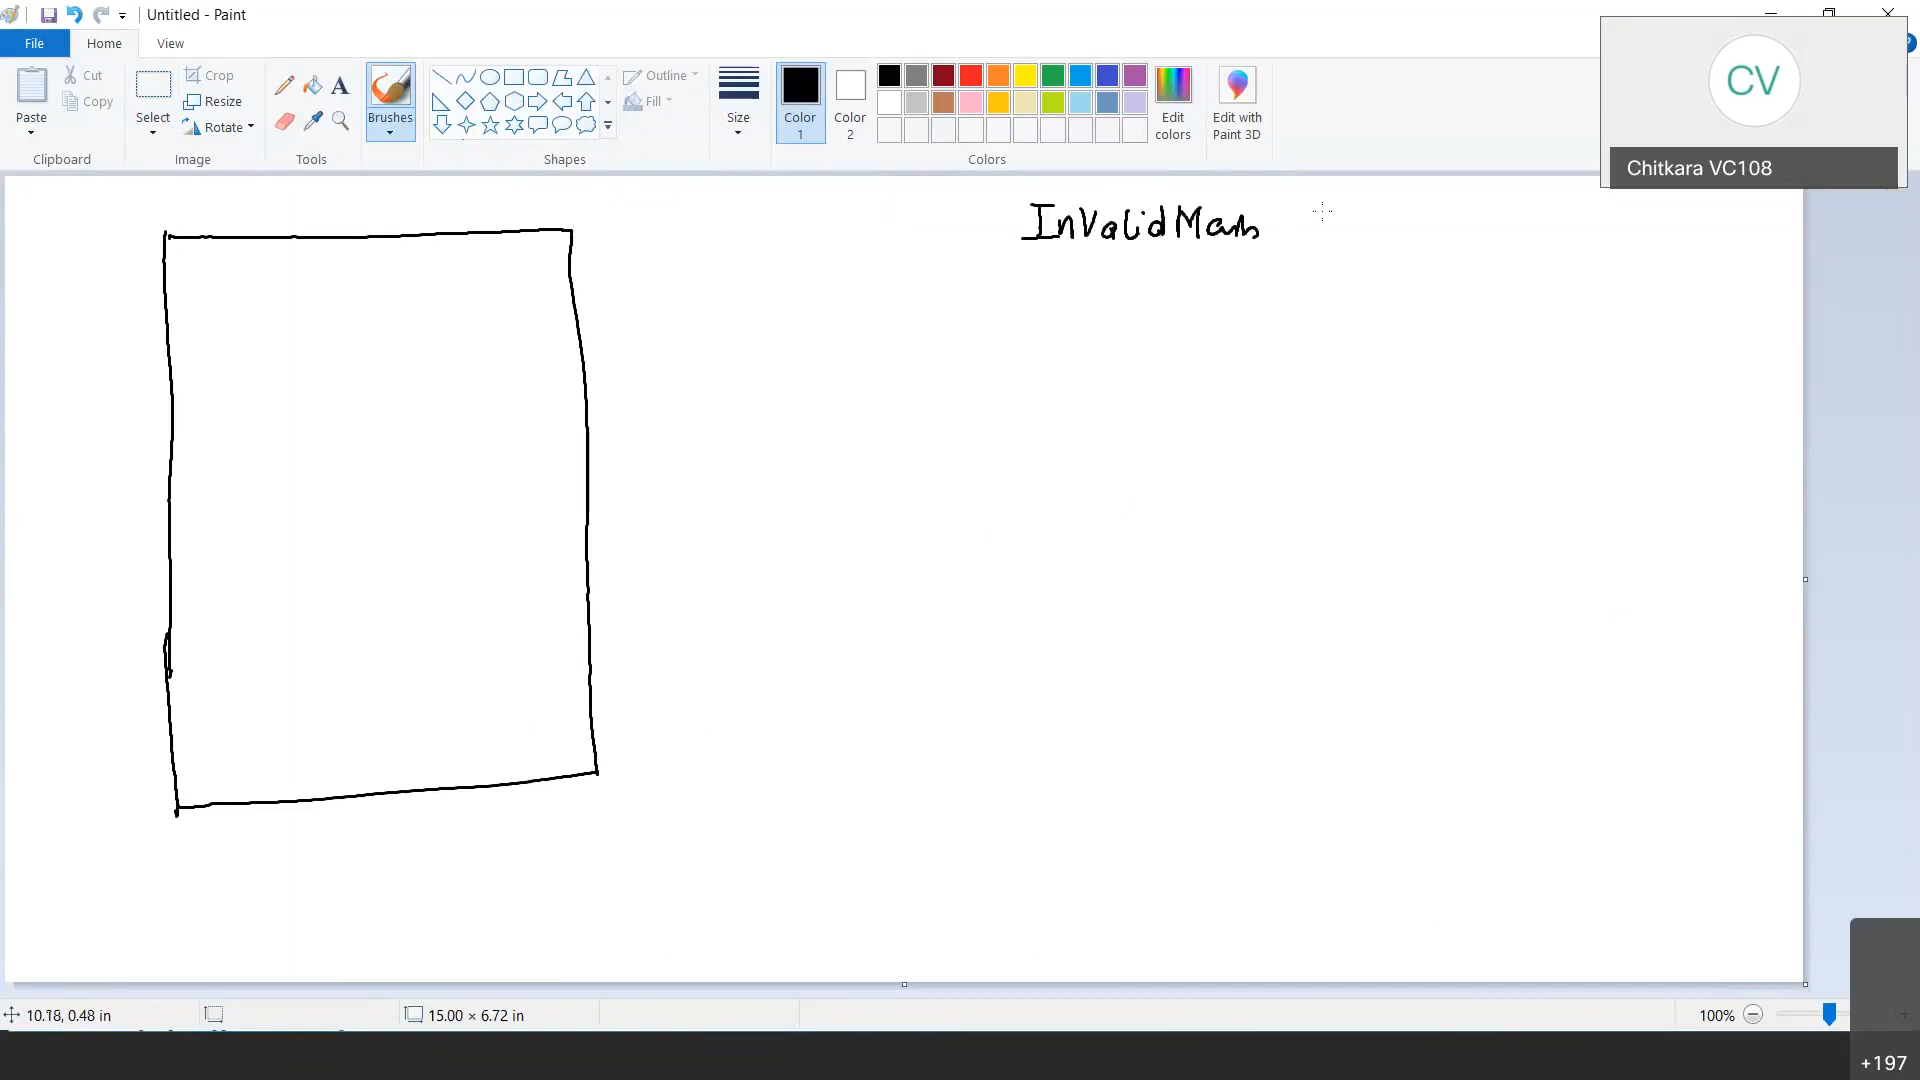 Untitled - Paint
File
Home
View
Paste
Cut
Copy
Clipboard
Select
Crop
Resize
Rotate
Image
A
Tools
Brushes
Outline
Fill
Shapes
Size
Color 1
Color 2
Edit colors
Edit with Paint 3D
Colors
CV
Chitkara VC108
InValidMarks
10.18, 0.48 in
15.00 × 6.72 in
100%
+197